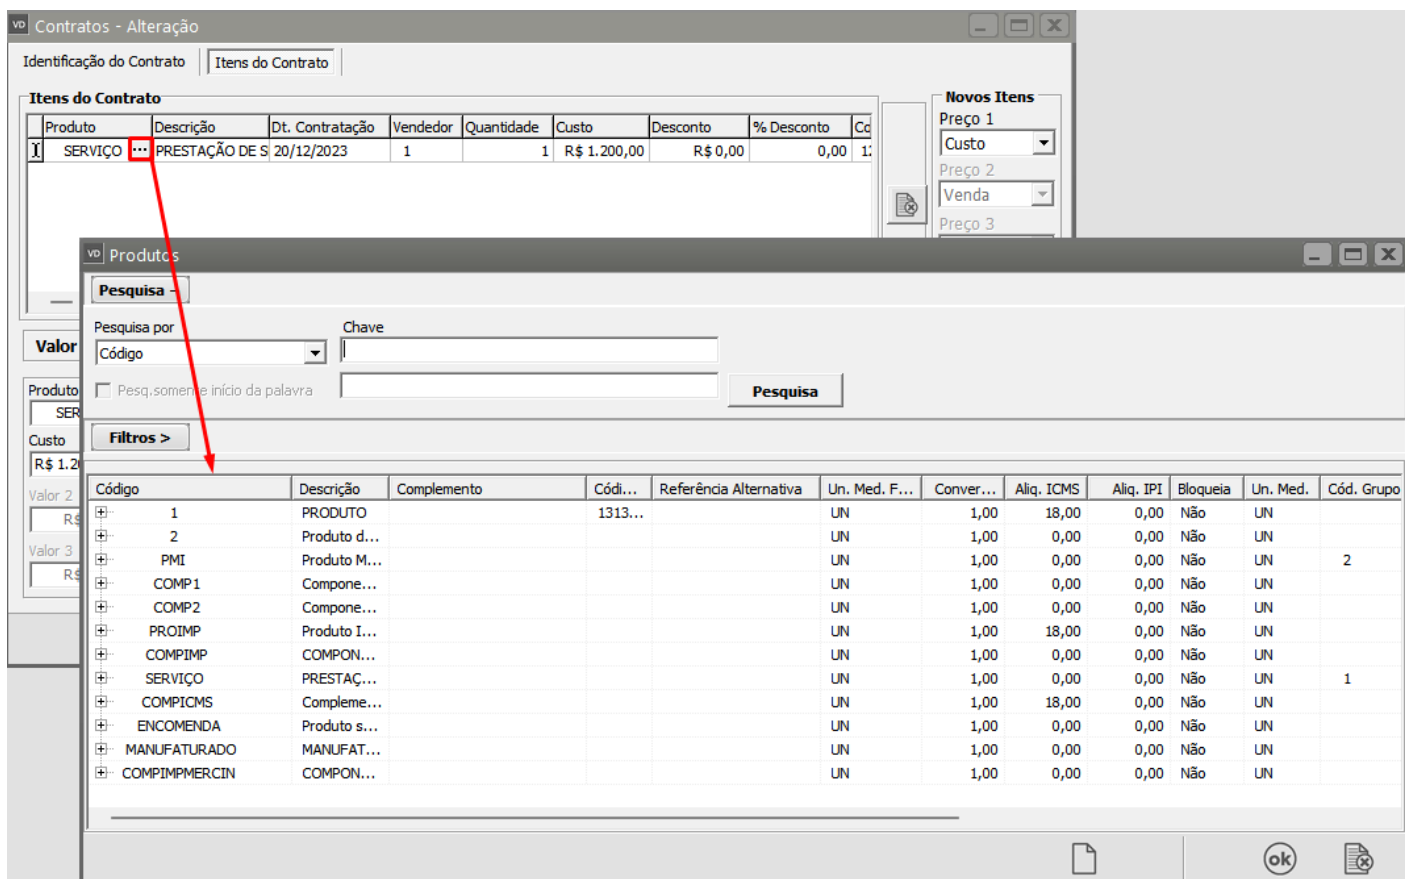 VD Contratos - Alteração
Identificação do Contrato Itens do Contrato
Itens do Contrato
Produto Descrição Dt. Contratação Vendedor Quantidade Custo Desconto % Desconto Co
SERVIÇO ... PRESTAÇÃO DE S 20/12/2023 1 1 R$ 1.200,00 R$ 0,00 0,00 12
Novos Itens
Preço 1
Custo
Preço 2
Venda
Preço 3
Valor
Produto
SER
Custo
R$ 1.20
Valor 2
R$
Valor 3
R$
VD Produtos
Pesquisa -
Pesquisa por Chave
Código
Pesq.somente início da palavra Pesquisa
Filtros >
Código Descrição Complemento Códi... Referência Alternativa Un. Med. F... Conver... Aliq. ICMS Aliq. IPI Bloqueia Un. Med. Cód. Grupo
1 PRODUTO 1313... UN 1,00 18,00 0,00 Não UN
2 Produto d... UN 1,00 0,00 0,00 Não UN
PMI Produto M... UN 1,00 0,00 0,00 Não UN 2
COMP1 Compone... UN 1,00 0,00 0,00 Não UN
COMP2 Compone... UN 1,00 0,00 0,00 Não UN
PROIMP Produto I... UN 1,00 18,00 0,00 Não UN
COMPIMP COMPON... UN 1,00 0,00 0,00 Não UN
SERVIÇO PRESTAÇ... UN 1,00 0,00 0,00 Não UN 1
COMPICMS Compleme... UN 1,00 18,00 0,00 Não UN
ENCOMENDA Produto s... UN 1,00 0,00 0,00 Não UN
MANUFATURADO MANUFAT... UN 1,00 0,00 0,00 Não UN
COMPIMPMERCIN COMPON... UN 1,00 0,00 0,00 Não UN
ok